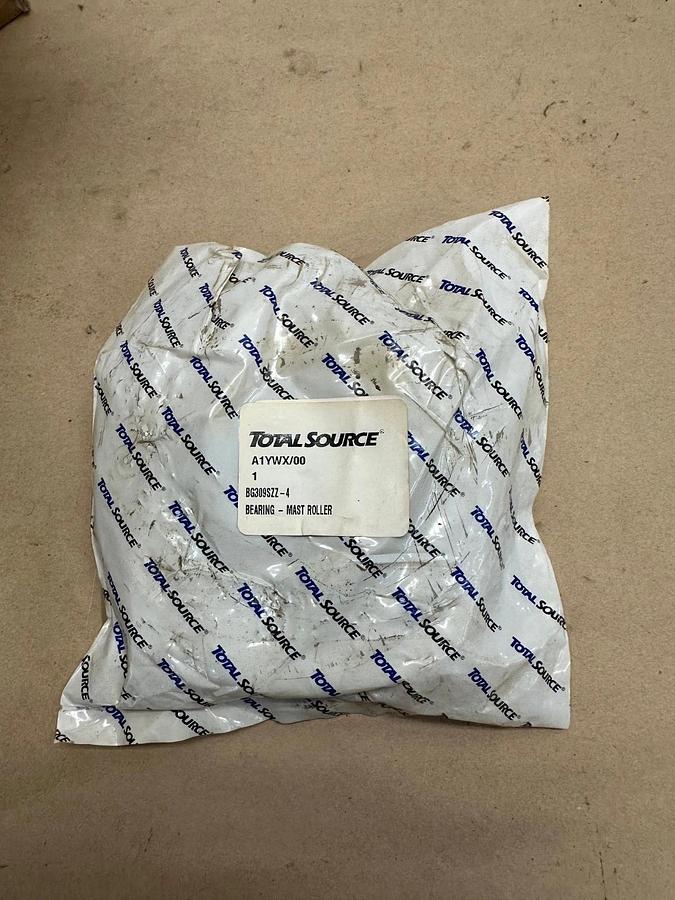 TOTAL SOURCE®
A1YWX/00
1
BG309SZZ-4
BEARING - MAST ROLLER